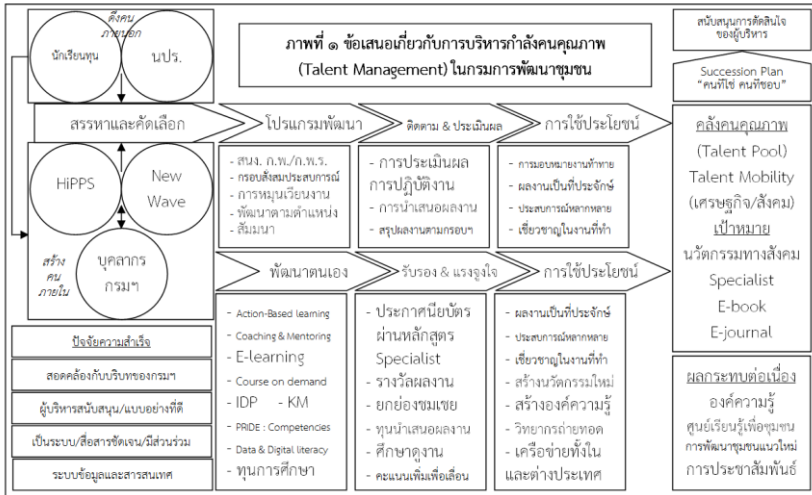 ดึงคน
ภายนอก
นักเรียนทุน
นปร.
ภาพที่ ๑ ข้อเสนอเกี่ยวกับการบริหารกำลังคนคุณภาพ
(Talent Management) ในกรมการพัฒนาชุมชน
สนับสนุนการตัดสินใจ
ของผู้บริหาร
Succession Plan
"คนที่ใช่ คนที่ชอบ"
สรรหาและคัดเลือก
โปรแกรมพัฒนา
ติดตาม & ประเมินผล
การใช้ประโยชน์
HiPPS
New
Wave
บุคลากร
กรมฯ
สร้าง
คน
ภายใน
- สนง. ก.พ./ก.พ.ร.
- กรอบสั่งสมประสบการณ์
- การหมุนเวียนงาน
- พัฒนาตามตำแหน่ง
- สัมมนา
- การประเมินผล
การปฏิบัติงาน
- การนำเสนอผลงาน
- สรุปผลงานตามกรอบฯ
- การมอบหมายงานท้าทาย
- ผลงานเป็นที่ประจักษ์
- ประสบการณ์หลากหลาย
- เชี่ยวชาญในงานที่ทำ
คลังคนคุณภาพ
(Talent Pool)
Talent Mobility
(เศรษฐกิจ/สังคม)
เป้าหมาย
นวัตกรรมทางสังคม
Specialist
E-book
E-journal
พัฒนาตนเอง
รับรอง & แรงจูงใจ
การใช้ประโยชน์
- Action-Based learning
- Coaching & Mentoring
- E-learning
- Course on demand
- IDP - KM
- PRIDE : Competencies
- Data & Digital literacy
- ทุนการศึกษา
- ประกาศนียบัตร
ผ่านหลักสูตร
Specialist
- รางวัลผลงาน
- ยกย่องชมเชย
- ทุนนำเสนอผลงาน
- ศึกษาดูงาน
- คะแนนเพิ่มเพื่อเลื่อน
- ผลงานเป็นที่ประจักษ์
- ประสบการณ์หลากหลาย
- เชี่ยวชาญในงานที่ทำ
- สร้างนวัตกรรมใหม่
- สร้างองค์ความรู้
- วิทยากรถ่ายทอด
- เครือข่ายทั้งใน
และต่างประเทศ
ปัจจัยความสำเร็จ
สอดคล้องกับบริบทของกรมฯ
ผู้บริหารสนับสนุน/แบบอย่างที่ดี
เป็นระบบ/สื่อสารชัดเจน/มีส่วนร่วม
ระบบข้อมูลและสารสนเทศ
ผลกระทบต่อเนื่อง
องค์ความรู้
ศูนย์เรียนรู้เพื่อชุมชน
การพัฒนาชุมชนแนวใหม่
การประชาสัมพันธ์